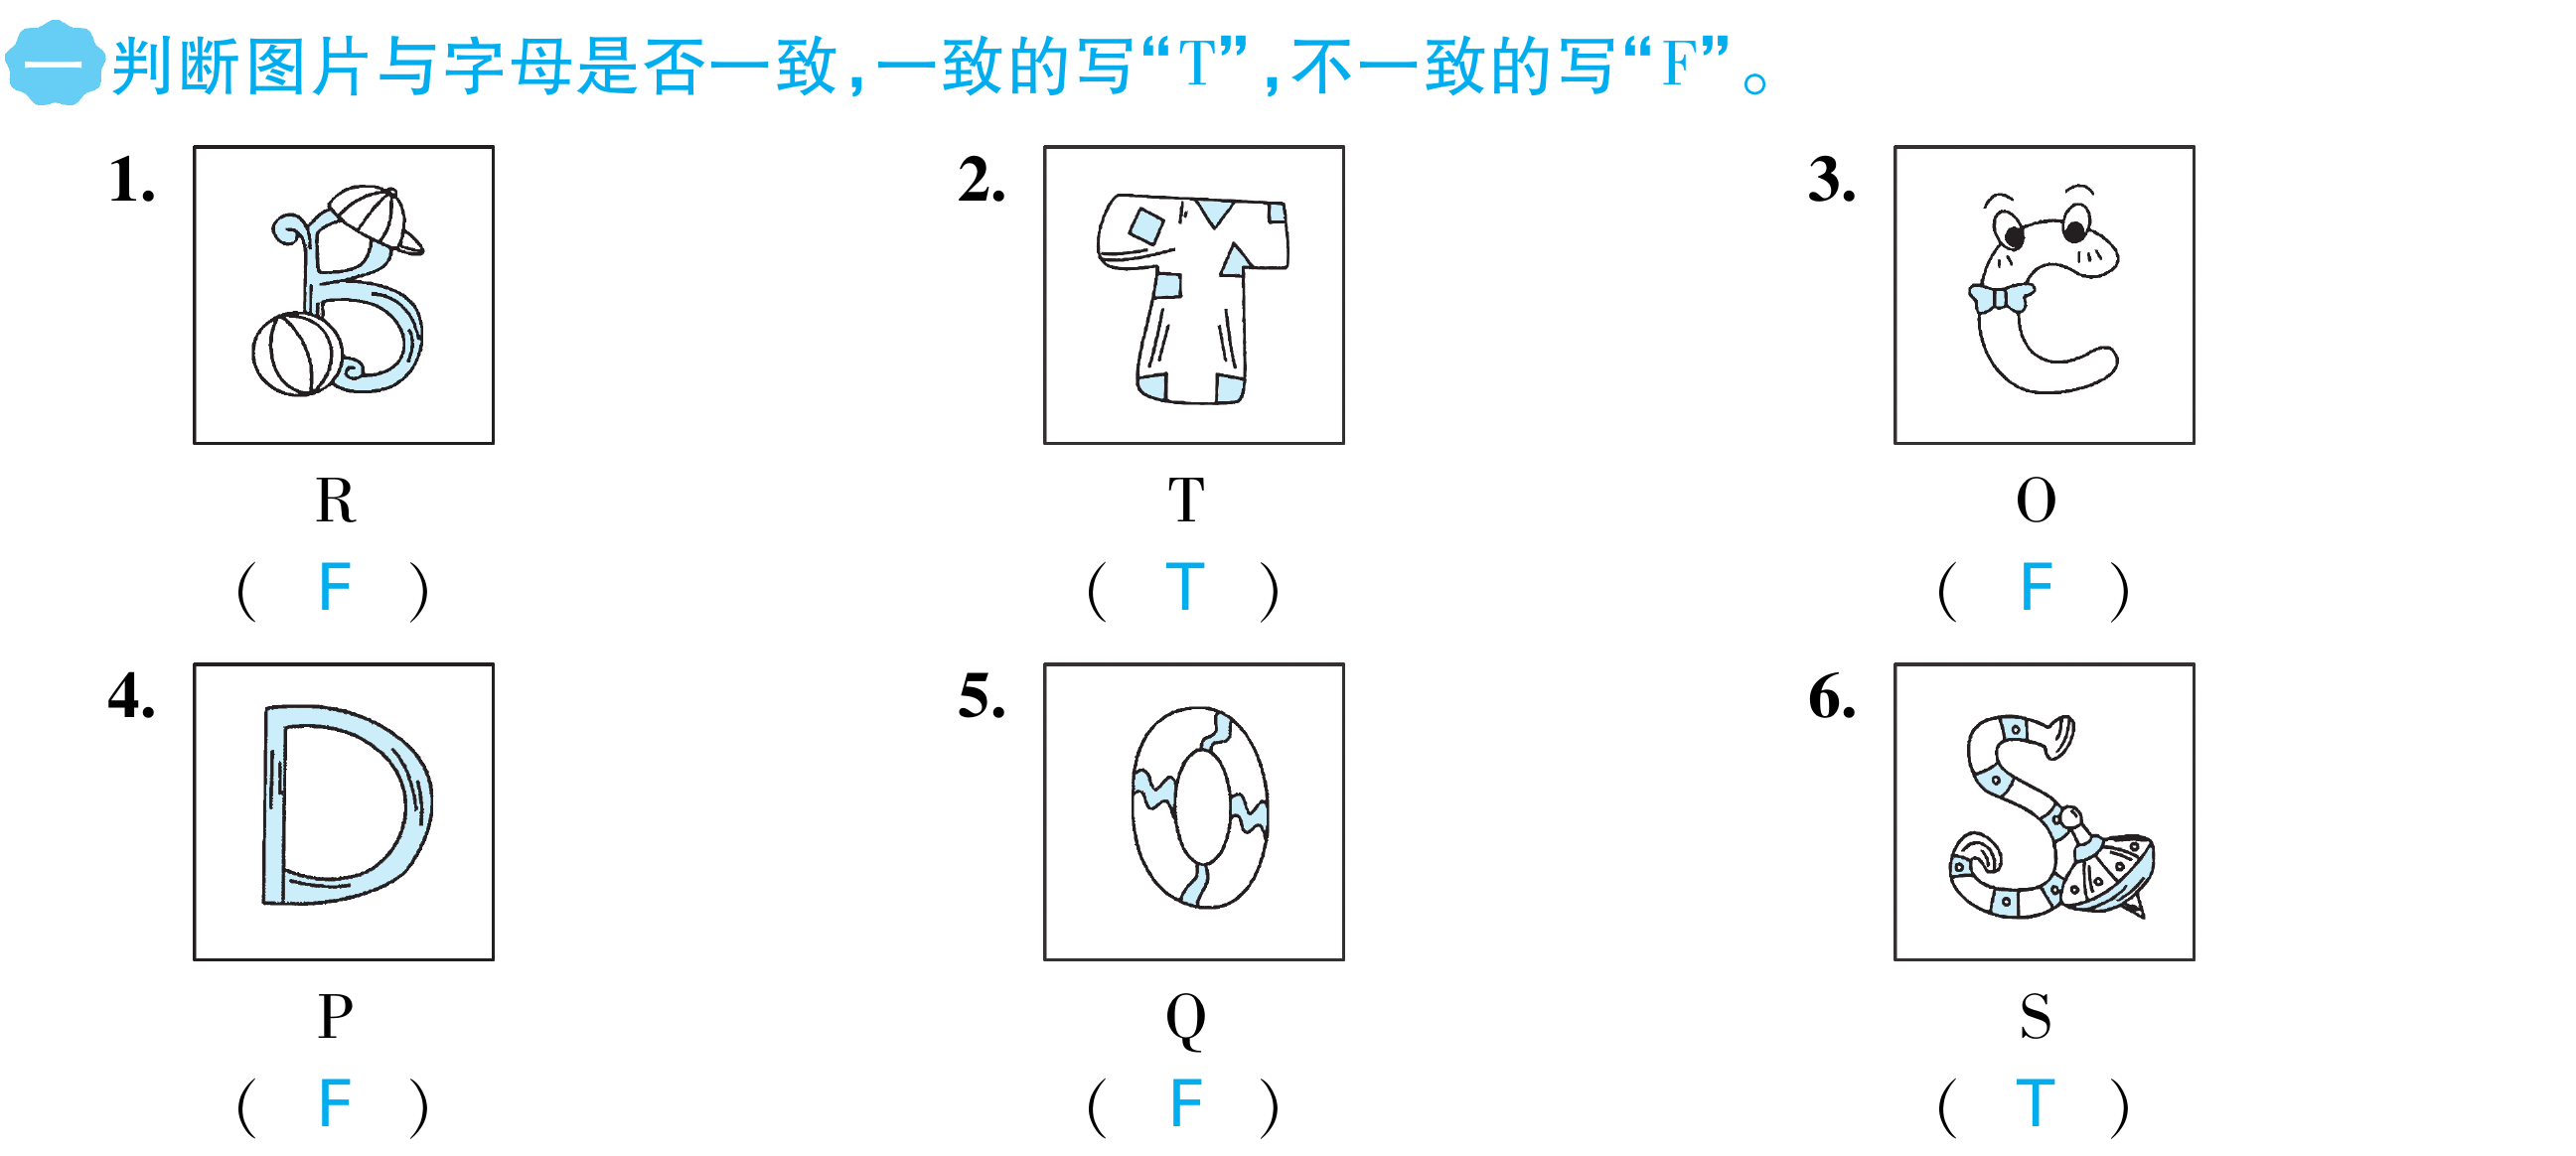 一 判断图片与字母是否一致,一致的写“T”,不一致的写“F”。
1. B 2. T 3. C
R T O
( F ) ( T ) ( F )
4. D 5. O 6. S
P Q S
( F ) ( F ) ( T )